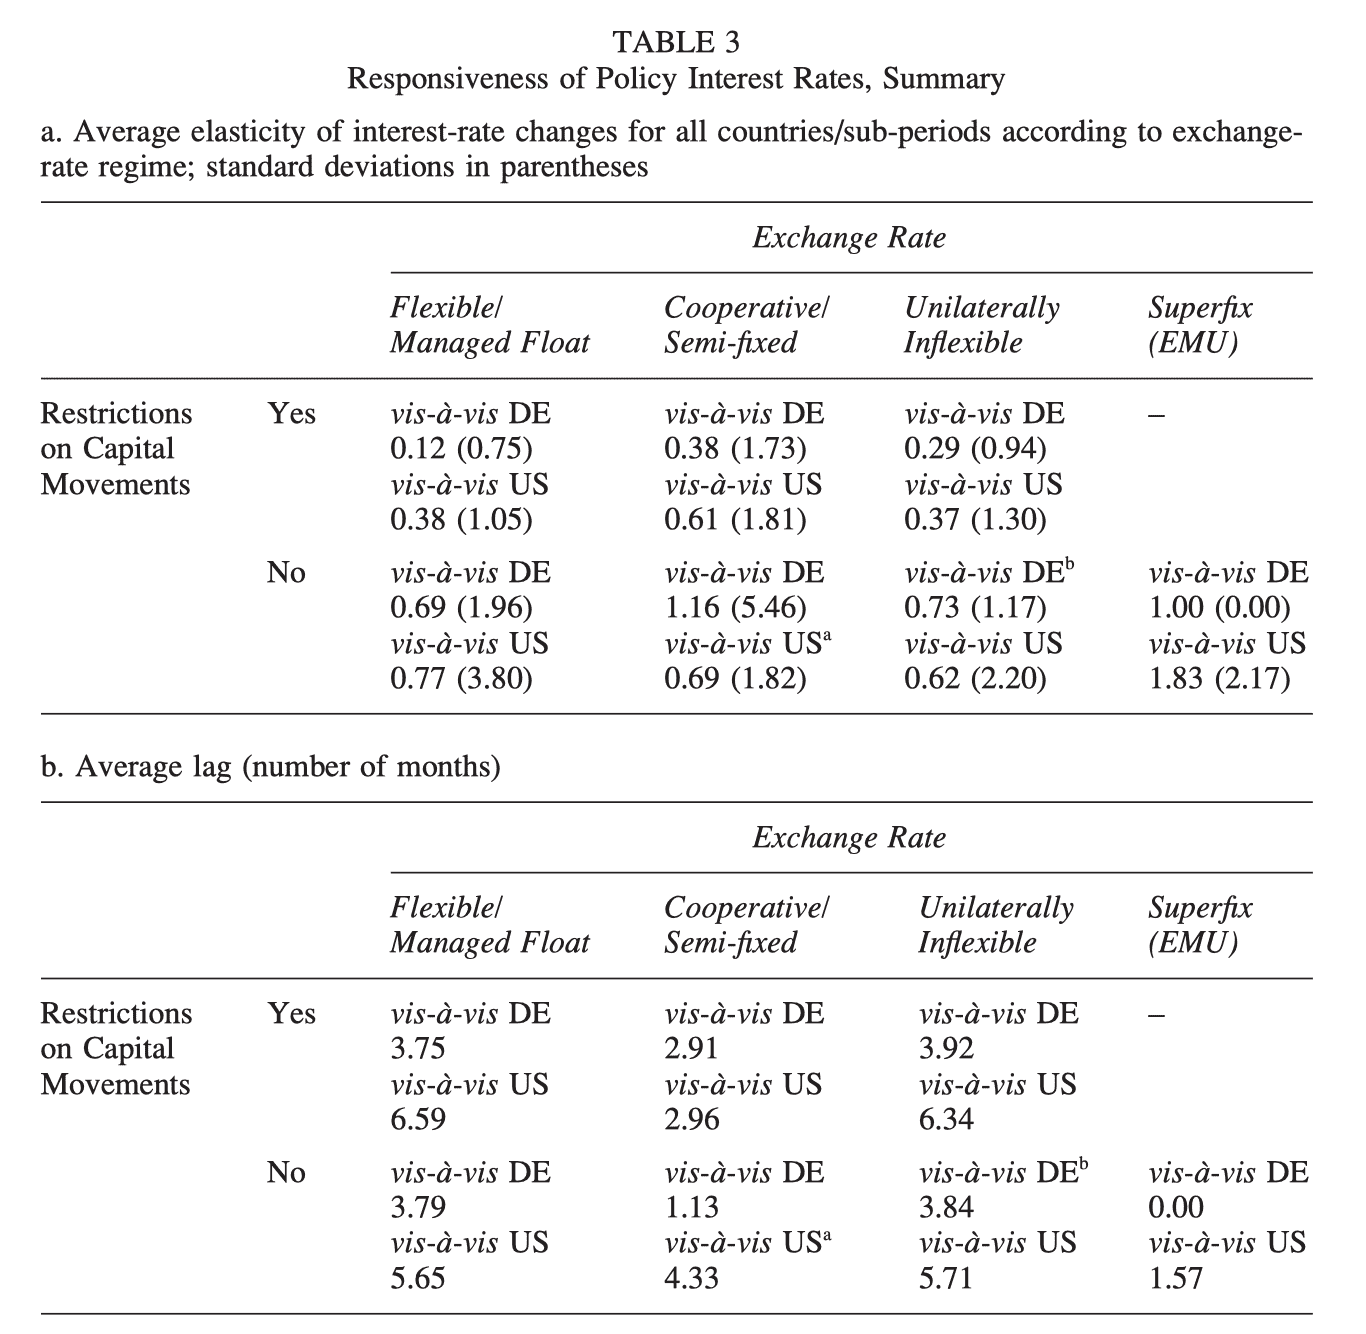 TABLE 3
Responsiveness of Policy Interest Rates, Summary
a. Average elasticity of interest-rate changes for all countries/sub-periods according to exchange-
rate regime; standard deviations in parentheses
Exchange Rate
Flexible/ Cooperative/ Unilaterally Superfix
Managed Float Semi-fixed Inflexible (EMU)
Restrictions Yes vis-à-vis DE vis-à-vis DE vis-à-vis DE –
on Capital 0.12 (0.75) 0.38 (1.73) 0.29 (0.94)
Movements vis-à-vis US vis-à-vis US vis-à-vis US
0.38 (1.05) 0.61 (1.81) 0.37 (1.30)
No vis-à-vis DE vis-à-vis DE vis-à-vis DEᵇ vis-à-vis DE
0.69 (1.96) 1.16 (5.46) 0.73 (1.17) 1.00 (0.00)
vis-à-vis US vis-à-vis USᵃ vis-à-vis US vis-à-vis US
0.77 (3.80) 0.69 (1.82) 0.62 (2.20) 1.83 (2.17)
b. Average lag (number of months)
Exchange Rate
Flexible/ Cooperative/ Unilaterally Superfix
Managed Float Semi-fixed Inflexible (EMU)
Restrictions Yes vis-à-vis DE vis-à-vis DE vis-à-vis DE –
on Capital 3.75 2.91 3.92
Movements vis-à-vis US vis-à-vis US vis-à-vis US
6.59 2.96 6.34
No vis-à-vis DE vis-à-vis DE vis-à-vis DEᵇ vis-à-vis DE
3.79 1.13 3.84 0.00
vis-à-vis US vis-à-vis USᵃ vis-à-vis US vis-à-vis US
5.65 4.33 5.71 1.57